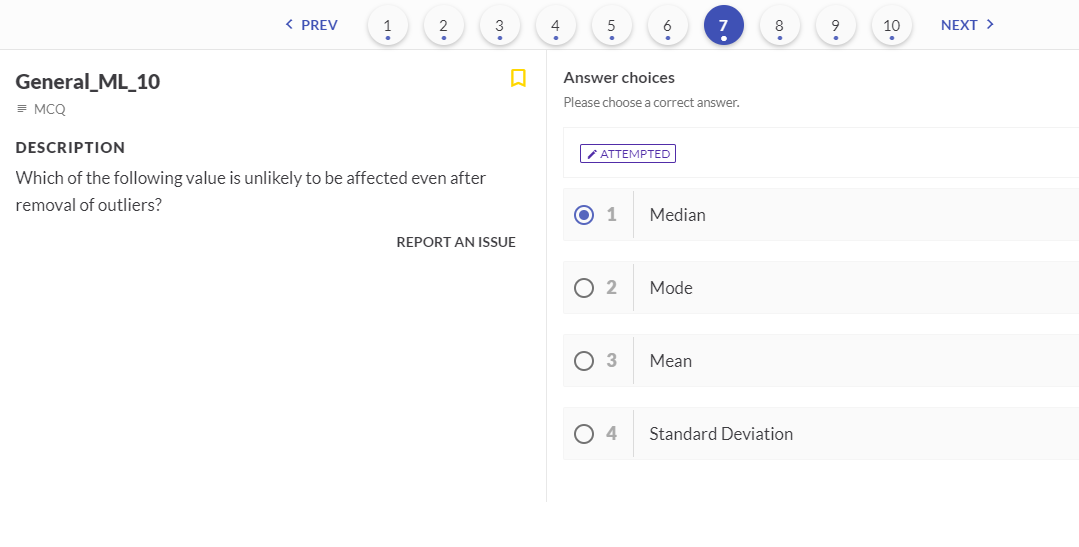 PREV 1 2 3 4 5 6 7 8 9 10 NEXT
General_ML_10
MCQ
DESCRIPTION
Which of the following value is unlikely to be affected even after
removal of outliers?
REPORT AN ISSUE
Answer choices
Please choose a correct answer.
ATTEMPTED
1 Median
2 Mode
3 Mean
4 Standard Deviation